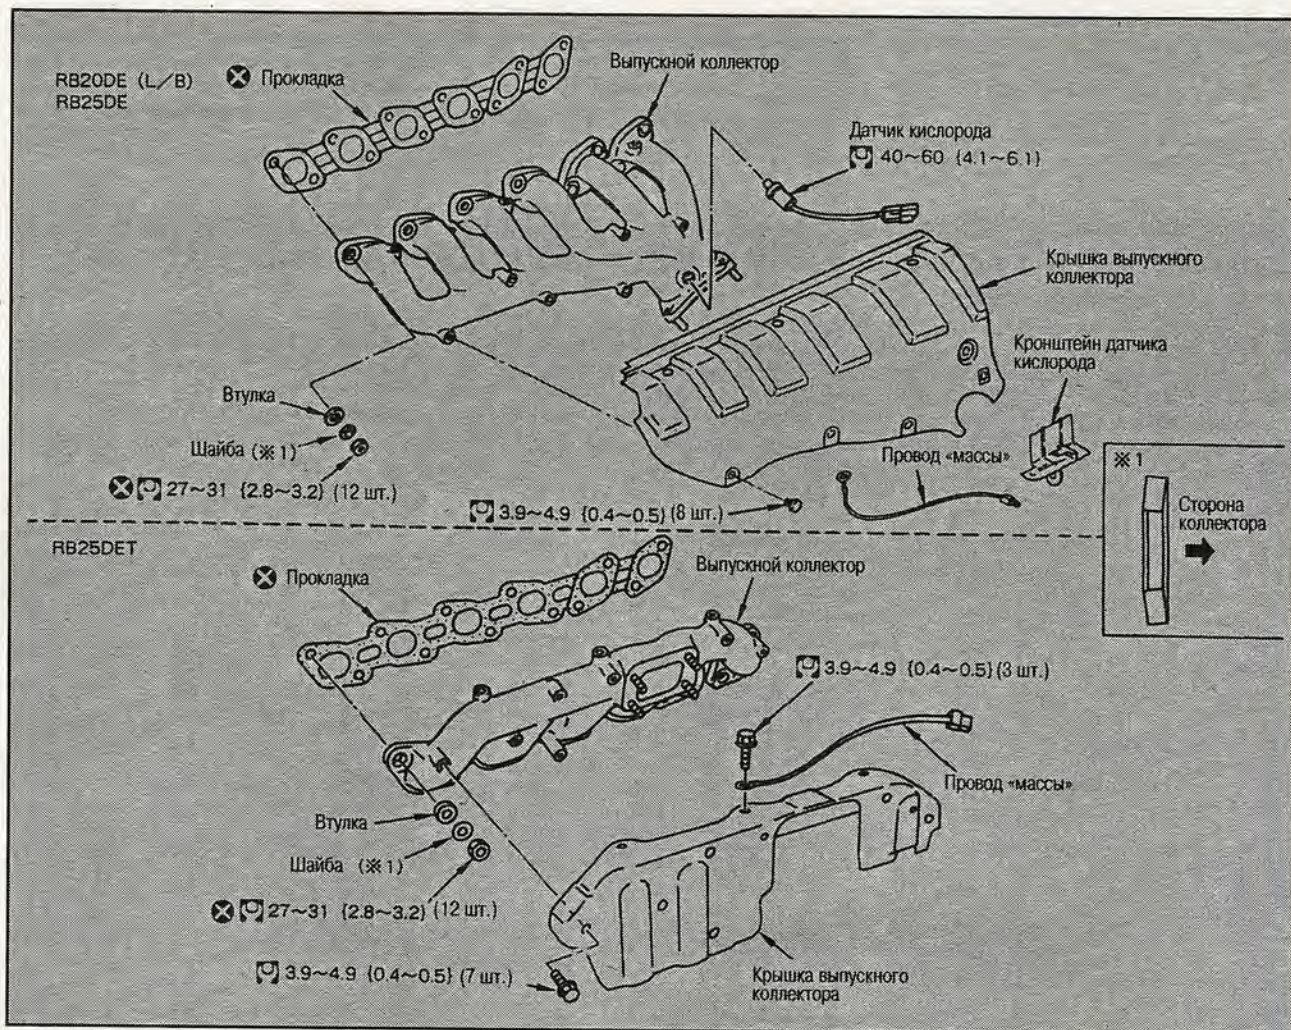 RB20DE (L/B)
RB25DE
Прокладка
Выпускной коллектор
Датчик кислорода
40~60 {4.1~6.1}
Крышка выпускного
коллектора
Кронштейн датчика
кислорода
Втулка
Шайба (※1)
27~31 {2.8~3.2} (12 шт.)
3.9~4.9 {0.4~0.5} (8 шт.)
Провод «массы»
※1
Сторона
коллектора
RB25DET
Прокладка
Выпускной коллектор
3.9~4.9 {0.4~0.5} (3 шт.)
Провод «массы»
Втулка
Шайба (※1)
27~31 {2.8~3.2} (12 шт.)
3.9~4.9 {0.4~0.5} (7 шт.)
Крышка выпускного
коллектора